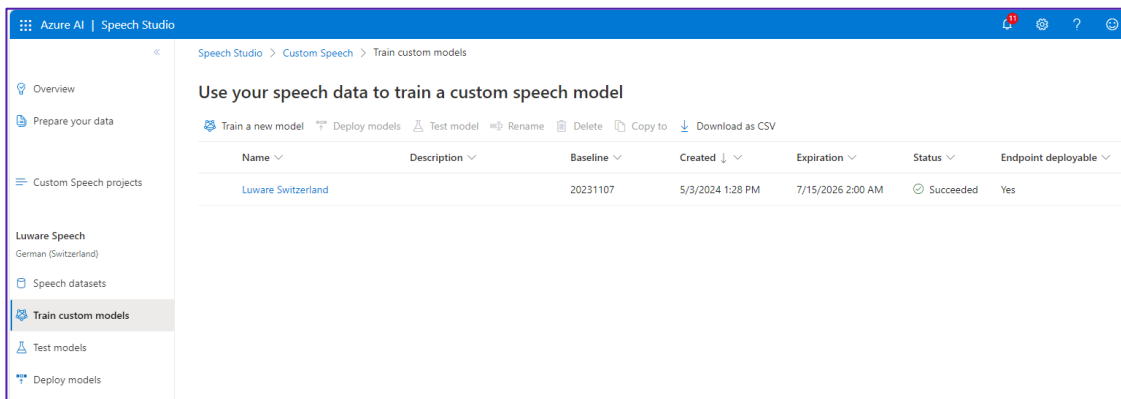 Azure AI | Speech Studio
11
?
«
Speech Studio > Custom Speech > Train custom models
Overview
Prepare your data
Custom Speech projects
Luware Speech
German (Switzerland)
Speech datasets
Train custom models
Test models
Deploy models
Use your speech data to train a custom speech model
Train a new model Deploy models Test model Rename Delete Copy to Download as CSV
Name Description Baseline Created ↓ Expiration Status Endpoint deployable
Luware Switzerland 20231107 5/3/2024 1:28 PM 7/15/2026 2:00 AM Succeeded Yes